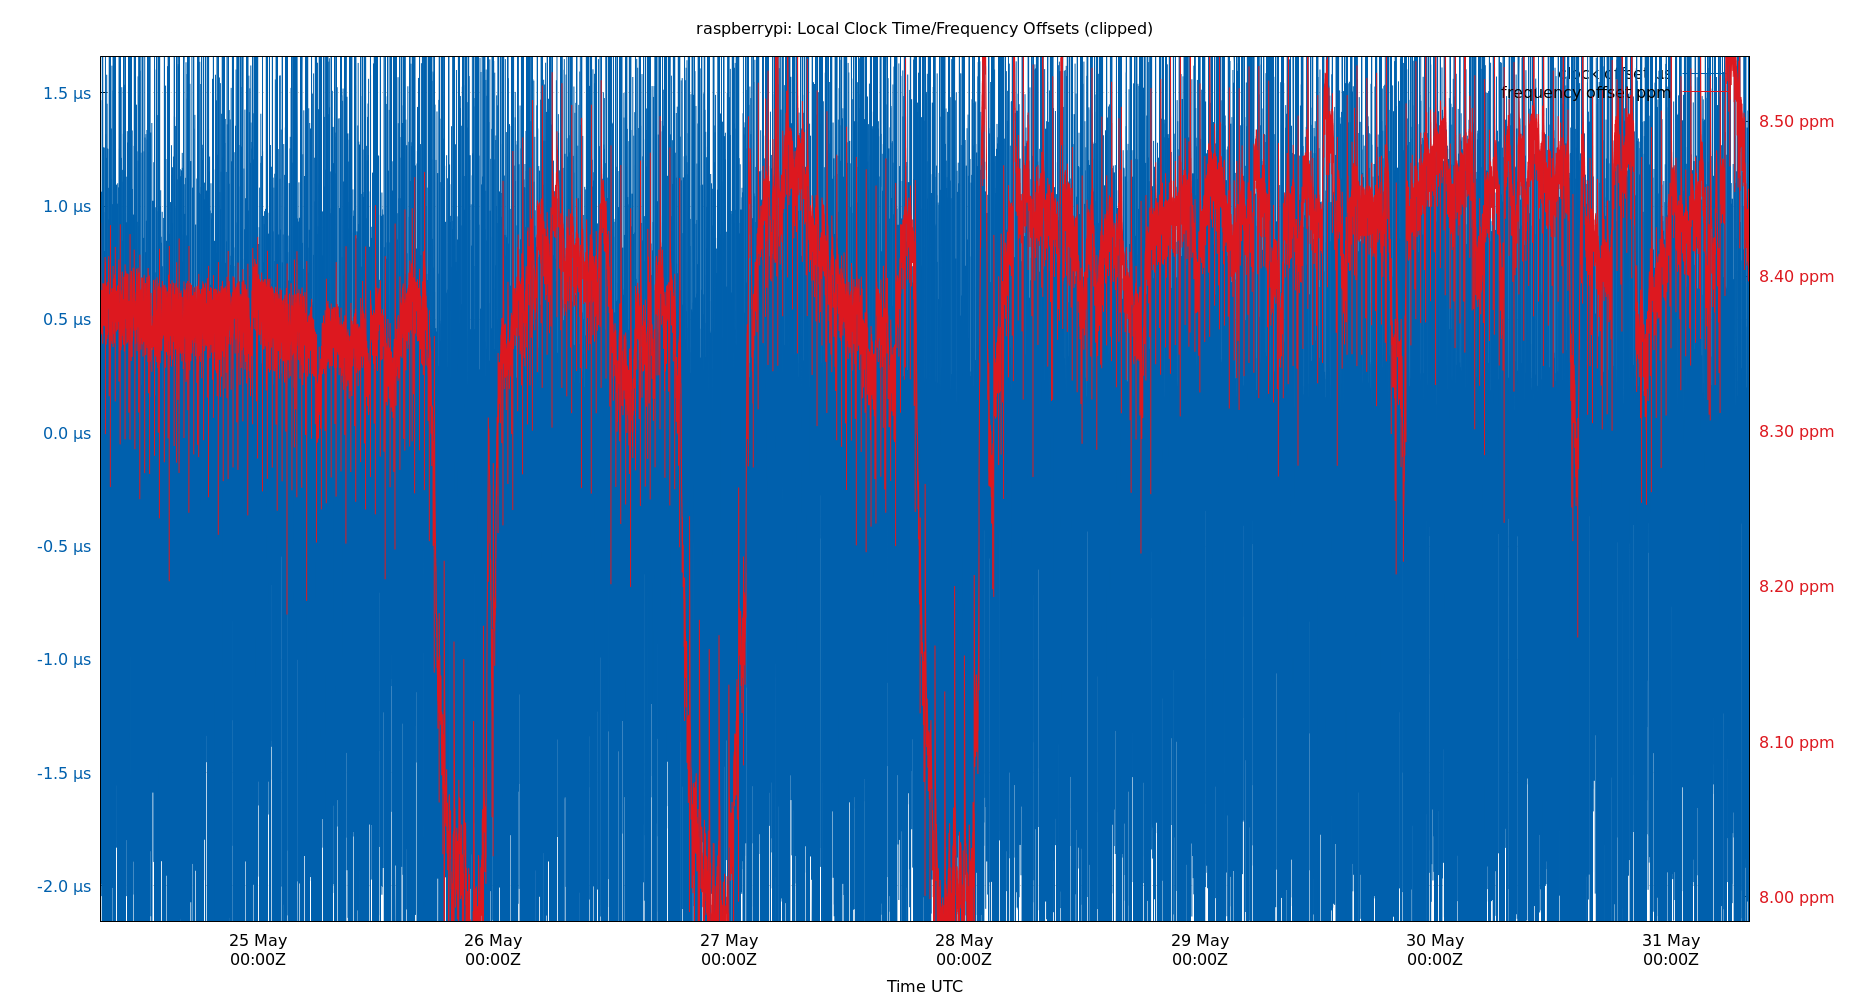 raspberrypi: Local Clock Time/Frequency Offsets (clipped)
clock offset µs
frequency offset ppm
1.5 µs
1.0 µs
0.5 µs
0.0 µs
-0.5 µs
-1.0 µs
-1.5 µs
-2.0 µs
8.50 ppm
8.40 ppm
8.30 ppm
8.20 ppm
8.10 ppm
8.00 ppm
25 May 26 May 27 May 28 May 29 May 30 May 31 May
00:00Z 00:00Z 00:00Z 00:00Z 00:00Z 00:00Z 00:00Z
Time UTC